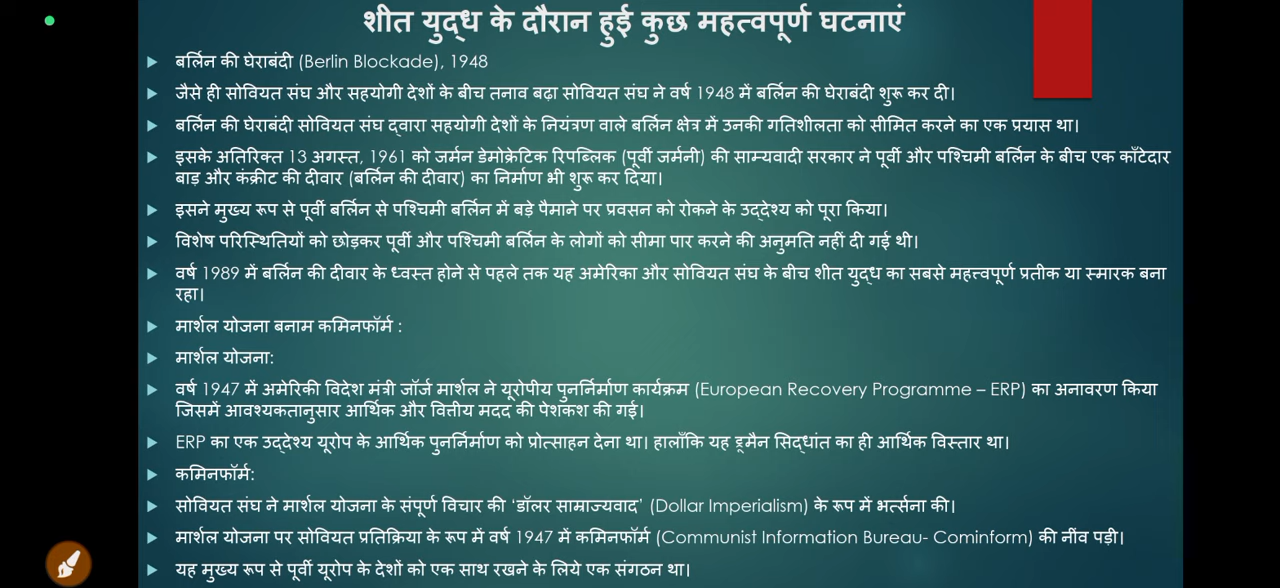 शीत युद्ध के दौरान हुई कुछ महत्वपूर्ण घटनाएं
बर्लिन की घेराबंदी (Berlin Blockade), 1948
जैसे ही सोवियत संघ और सहयोगी देशों के बीच तनाव बढ़ा सोवियत संघ ने वर्ष 1948 में बर्लिन की घेराबंदी शुरू कर दी।
बर्लिन की घेराबंदी सोवियत संघ द्वारा सहयोगी देशों के नियंत्रण वाले बर्लिन क्षेत्र में उनकी गतिशीलता को सीमित करने का एक प्रयास था।
इसके अतिरिक्त 13 अगस्त, 1961 को जर्मन डेमोक्रेटिक रिपब्लिक (पूर्वी जर्मनी) की साम्यवादी सरकार ने पूर्वी और पश्चिमी बर्लिन के बीच एक काँटेदार
बाड़ और कंक्रीट की दीवार (बर्लिन की दीवार) का निर्माण भी शुरू कर दिया।
इसने मुख्य रूप से पूर्वी बर्लिन से पश्चिमी बर्लिन में बड़े पैमाने पर प्रवसन को रोकने के उद्देश्य को पूरा किया।
विशेष परिस्थितियों को छोड़कर पूर्वी और पश्चिमी बर्लिन के लोगों को सीमा पार करने की अनुमति नहीं दी गई थी।
वर्ष 1989 में बर्लिन की दीवार के ध्वस्त होने से पहले तक यह अमेरिका और सोवियत संघ के बीच शीत युद्ध का सबसे महत्त्वपूर्ण प्रतीक या स्मारक बना
रहा।
मार्शल योजना बनाम कमिनफॉर्म :
मार्शल योजना:
वर्ष 1947 में अमेरिकी विदेश मंत्री जॉर्ज मार्शल ने यूरोपीय पुनर्निर्माण कार्यक्रम (European Recovery Programme – ERP) का अनावरण किया
जिसमें आवश्यकतानुसार आर्थिक और वित्तीय मदद की पेशकश की गई।
ERP का एक उद्देश्य यूरोप के आर्थिक पुनर्निर्माण को प्रोत्साहन देना था। हालाँकि यह ट्रूमैन सिद्धांत का ही आर्थिक विस्तार था।
कमिनफॉर्म:
सोवियत संघ ने मार्शल योजना के संपूर्ण विचार की 'डॉलर साम्राज्यवाद' (Dollar Imperialism) के रूप में भर्त्सना की।
मार्शल योजना पर सोवियत प्रतिक्रिया के रूप में वर्ष 1947 में कमिनफॉर्म (Communist Information Bureau- Cominform) की नींव पड़ी।
यह मुख्य रूप से पूर्वी यूरोप के देशों को एक साथ रखने के लिये एक संगठन था।